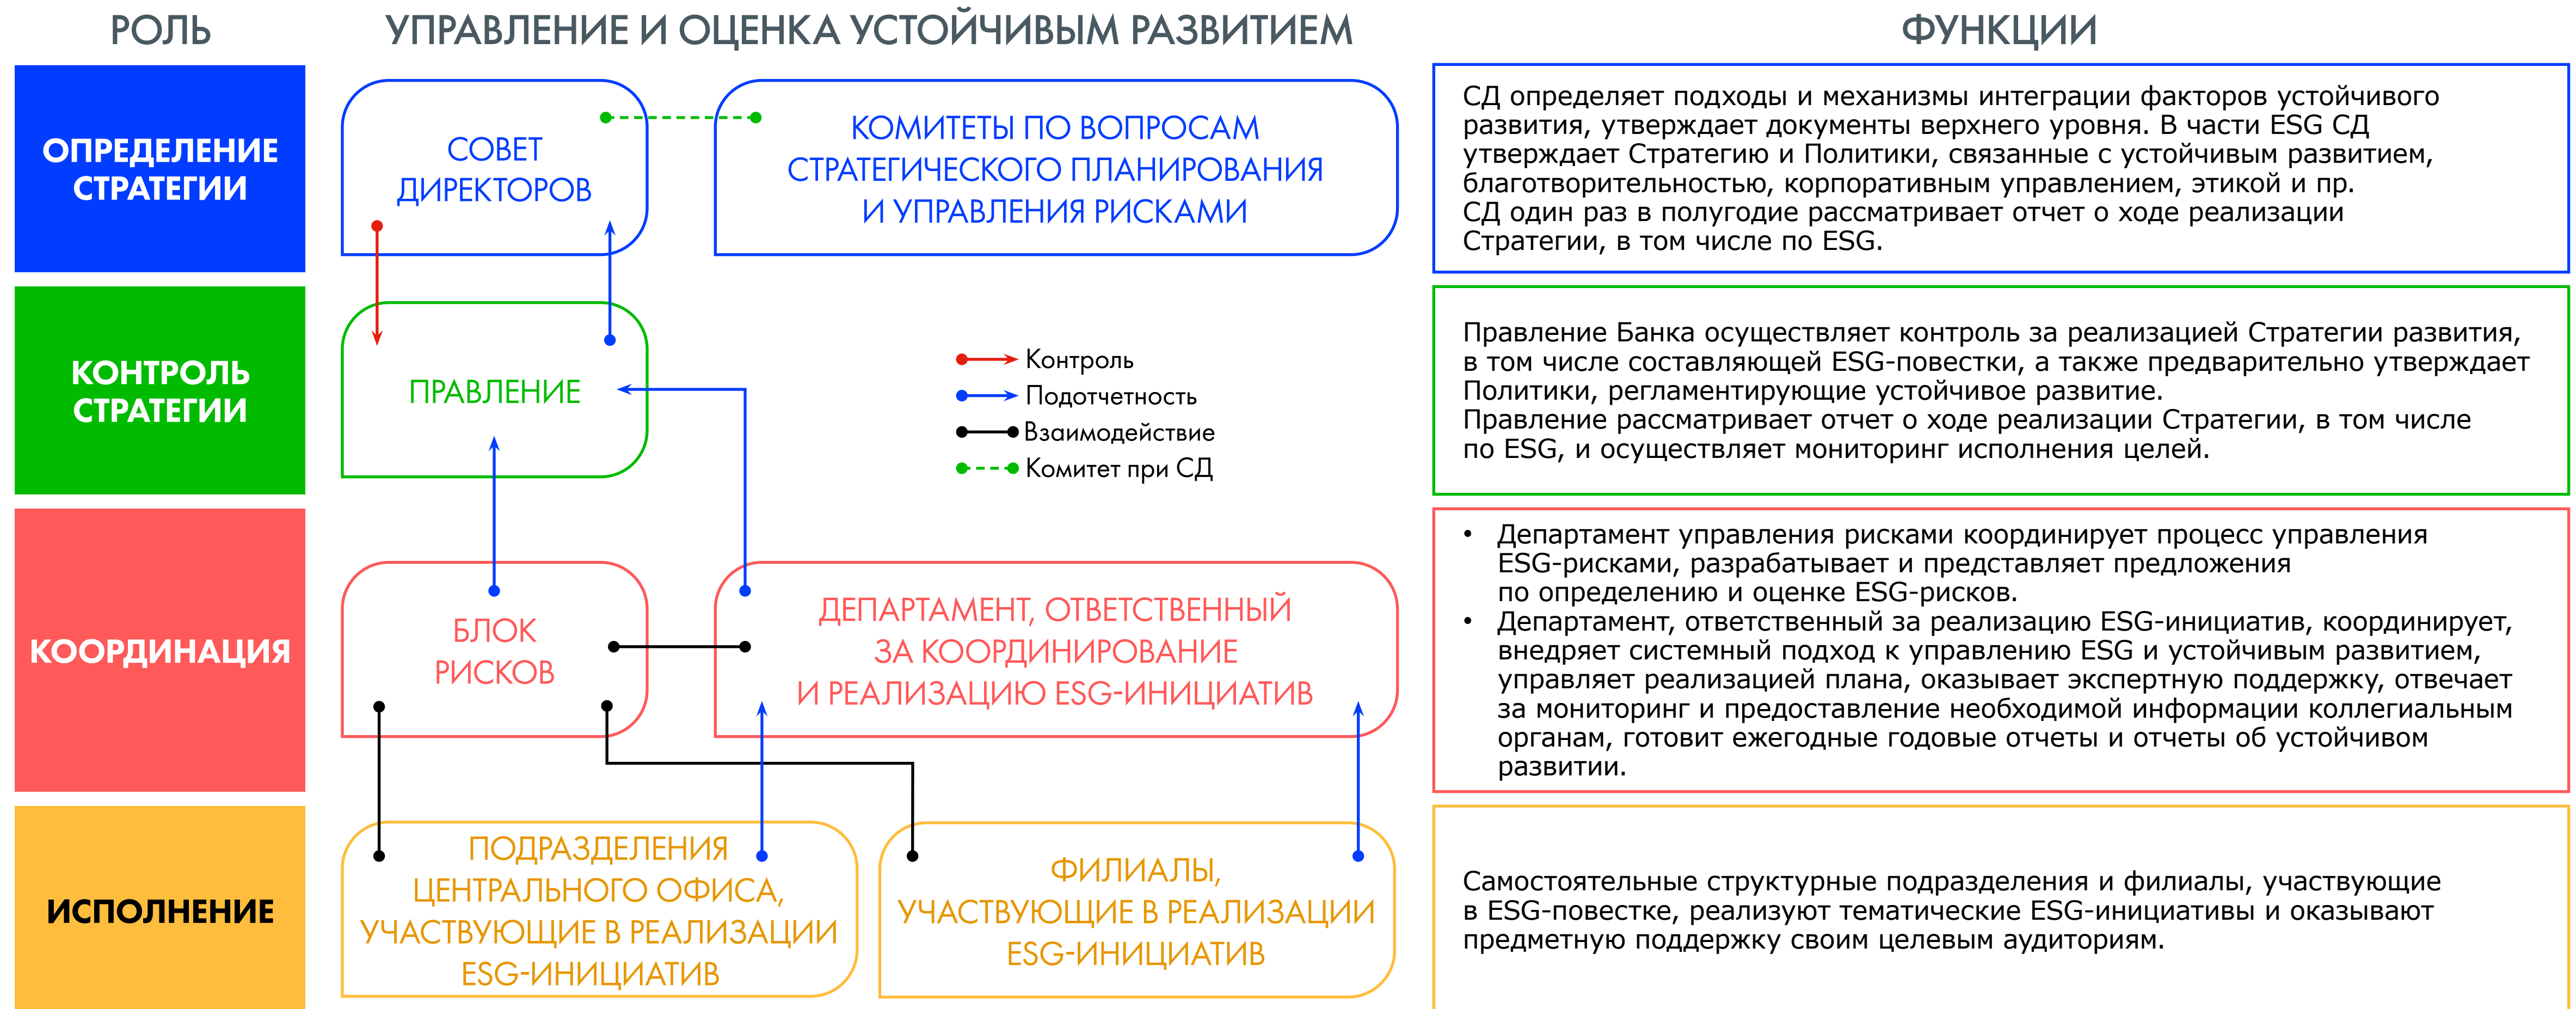 РОЛЬ
УПРАВЛЕНИЕ И ОЦЕНКА УСТОЙЧИВЫМ РАЗВИТИЕМ
ФУНКЦИИ
ОПРЕДЕЛЕНИЕ
СТРАТЕГИИ
СОВЕТ
ДИРЕКТОРОВ
КОМИТЕТЫ ПО ВОПРОСАМ
СТРАТЕГИЧЕСКОГО ПЛАНИРОВАНИЯ
И УПРАВЛЕНИЯ РИСКАМИ
СД определяет подходы и механизмы интеграции факторов устойчивого
развития, утверждает документы верхнего уровня. В части ESG СД
утверждает Стратегию и Политики, связанные с устойчивым развитием,
благотворительностью, корпоративным управлением, этикой и пр.
СД один раз в полугодие рассматривает отчет о ходе реализации
Стратегии, в том числе по ESG.
КОНТРОЛЬ
СТРАТЕГИИ
ПРАВЛЕНИЕ
Контроль
Подотчетность
Взаимодействие
Комитет при СД
Правление Банка осуществляет контроль за реализацией Стратегии развития,
в том числе составляющей ESG-повестки, а также предварительно утверждает
Политики, регламентирующие устойчивое развитие.
Правление рассматривает отчет о ходе реализации Стратегии, в том числе
по ESG, и осуществляет мониторинг исполнения целей.
КООРДИНАЦИЯ
БЛОК
РИСКОВ
ДЕПАРТАМЕНТ, ОТВЕТСТВЕННЫЙ
ЗА КООРДИНИРОВАНИЕ
И РЕАЛИЗАЦИЮ ESG-ИНИЦИАТИВ
• Департамент управления рисками координирует процесс управления
ESG-рисками, разрабатывает и представляет предложения
по определению и оценке ESG-рисков.
• Департамент, ответственный за реализацию ESG-инициатив, координирует,
внедряет системный подход к управлению ESG и устойчивым развитием,
управляет реализацией плана, оказывает экспертную поддержку, отвечает
за мониторинг и предоставление необходимой информации коллегиальным
органам, готовит ежегодные годовые отчеты и отчеты об устойчивом
развитии.
ИСПОЛНЕНИЕ
ПОДРАЗДЕЛЕНИЯ
ЦЕНТРАЛЬНОГО ОФИСА,
УЧАСТВУЮЩИЕ В РЕАЛИЗАЦИИ
ESG-ИНИЦИАТИВ
ФИЛИАЛЫ,
УЧАСТВУЮЩИЕ В РЕАЛИЗАЦИИ
ESG-ИНИЦИАТИВ
Самостоятельные структурные подразделения и филиалы, участвующие
в ESG-повестке, реализуют тематические ESG-инициативы и оказывают
предметную поддержку своим целевым аудиториям.